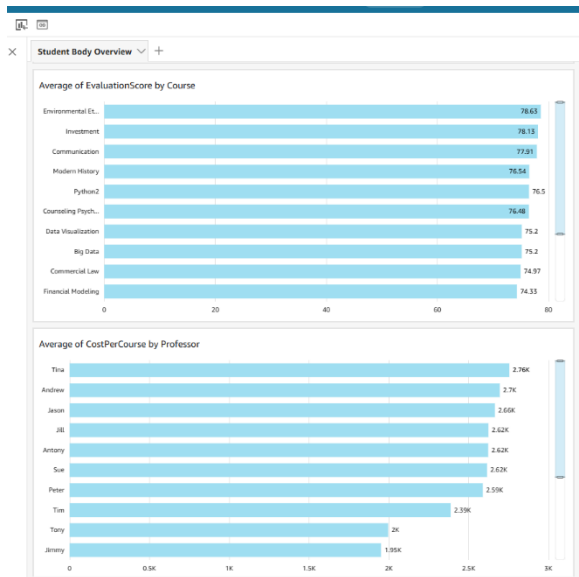 Student Body Overview
Average of EvaluationScore by Course
Environmental Et... 78.63
Investment 78.13
Communication 77.91
Modern History 76.54
Python2 76.5
Counseling Psych... 76.48
Data Visualization 75.2
Big Data 75.2
Commercial Law 74.97
Financial Modeling 74.33
0 20 40 60 80
Average of CostPerCourse by Professor
Tina 2.76K
Andrew 2.7K
Jason 2.66K
Jill 2.62K
Antony 2.62K
Sue 2.62K
Peter 2.59K
Tim 2.39K
Tony 2K
Jimmy 1.95K
0 0.5K 1K 1.5K 2K 2.5K 3K